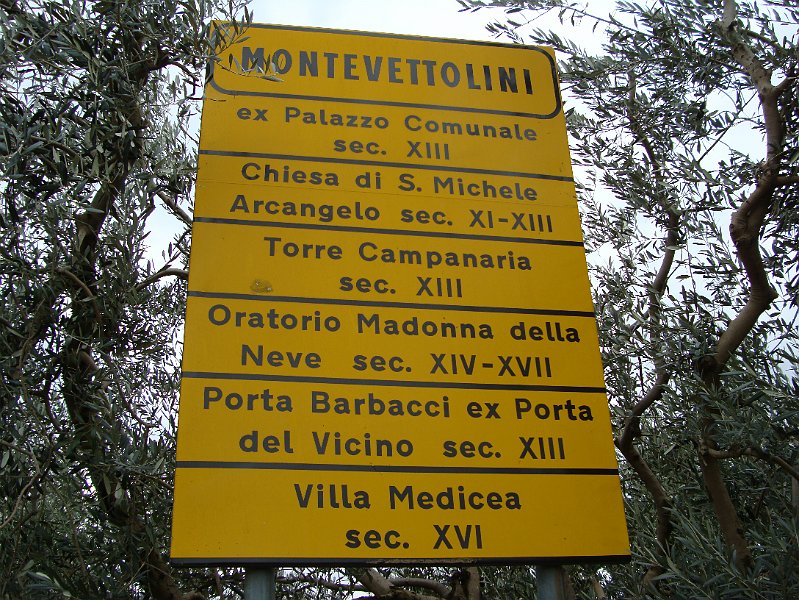 MONTEVETTOLINI
ex Palazzo Comunale
sec. XIII
Chiesa di S. Michele
Arcangelo sec. XI-XIII
Torre Campanaria
sec. XIII
Oratorio Madonna della
Neve sec. XIV-XVII
Porta Barbacci ex Porta
del Vicino sec. XIII
Villa Medicea
sec. XVI